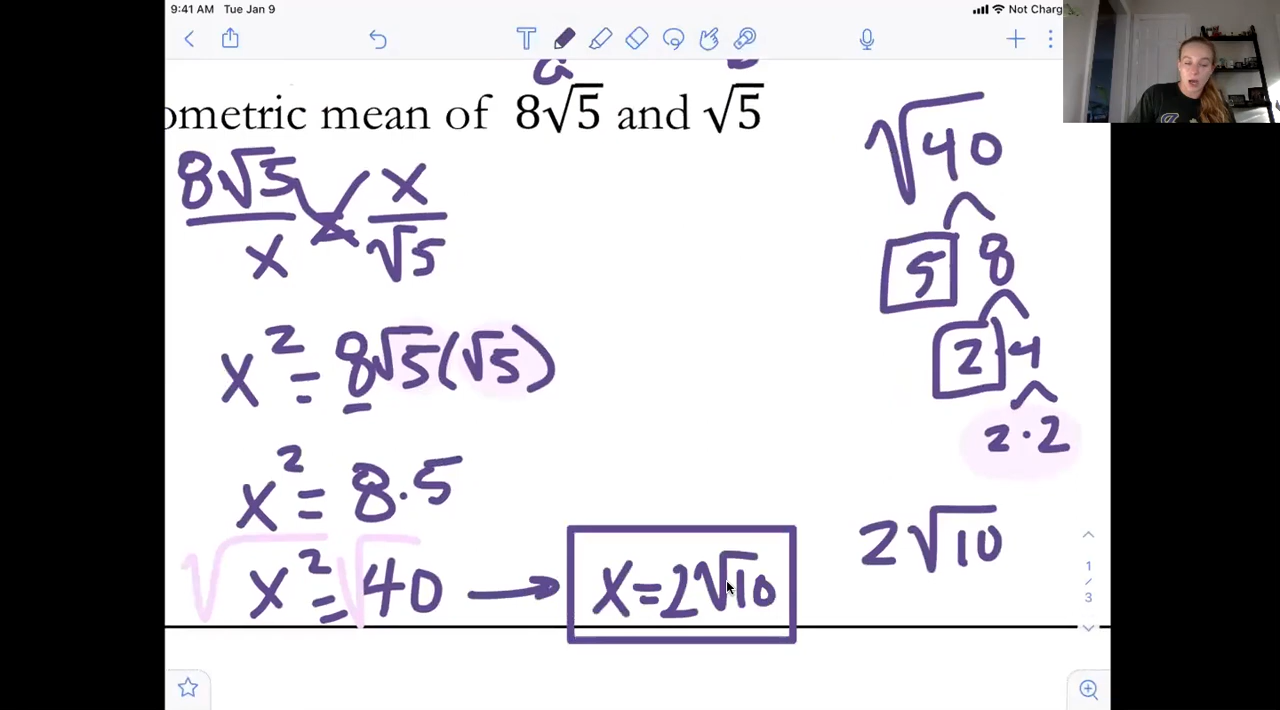 9:41 AM Tue Jan 9
Not Charg
ometric mean of 8√5 and √5
8√5 / x = x / √5
x² = 8√5(√5)
x² = 8·5
√x² = √40 → x=2√10
√40
5 8
2 · 4
2·2
2√10
1
/
3